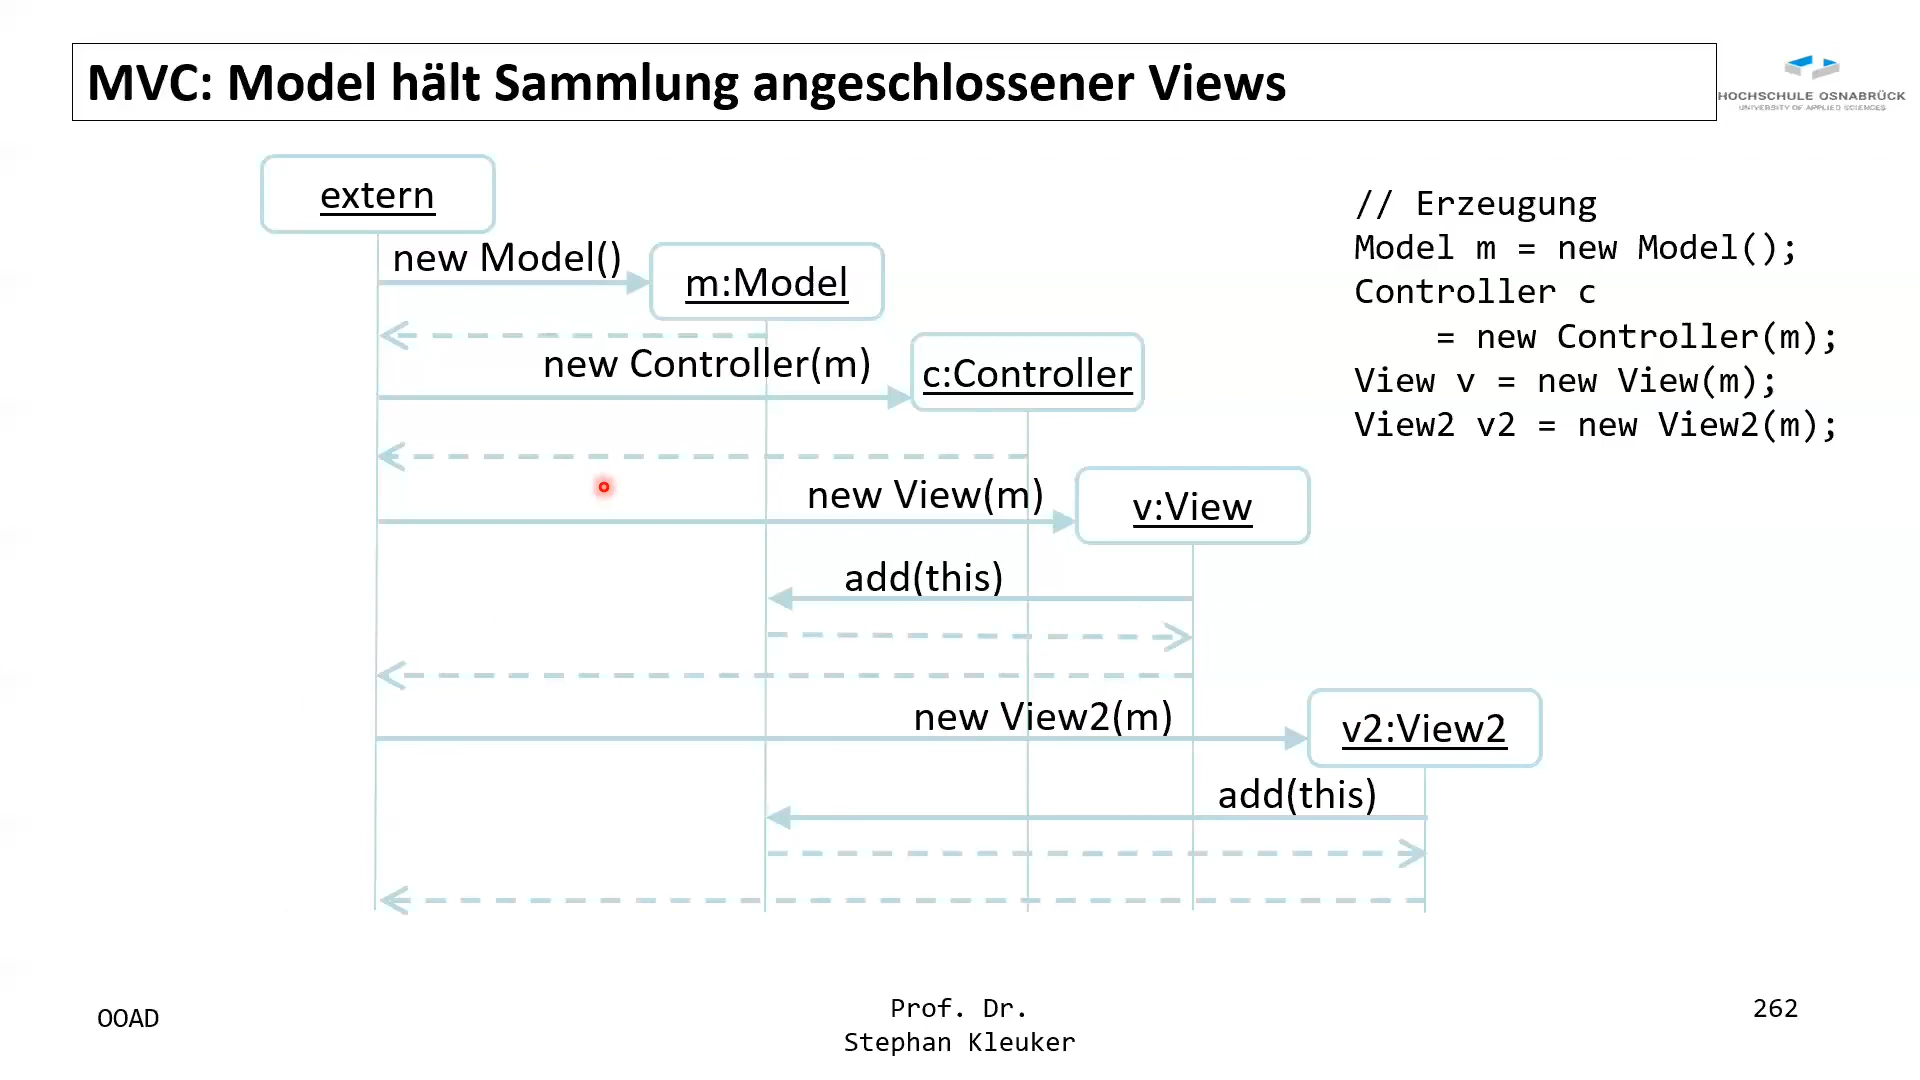 MVC: Model hält Sammlung angeschlossener Views
HOCHSCHULE OSNABRÜCK
UNIVERSITY OF APPLIED SCIENCES
extern
new Model()
m:Model
new Controller(m)
c:Controller
new View(m)
v:View
add(this)
new View2(m)
v2:View2
add(this)
// Erzeugung
Model m = new Model();
Controller c
= new Controller(m);
View v = new View(m);
View2 v2 = new View2(m);
OOAD
Prof. Dr.
Stephan Kleuker
262